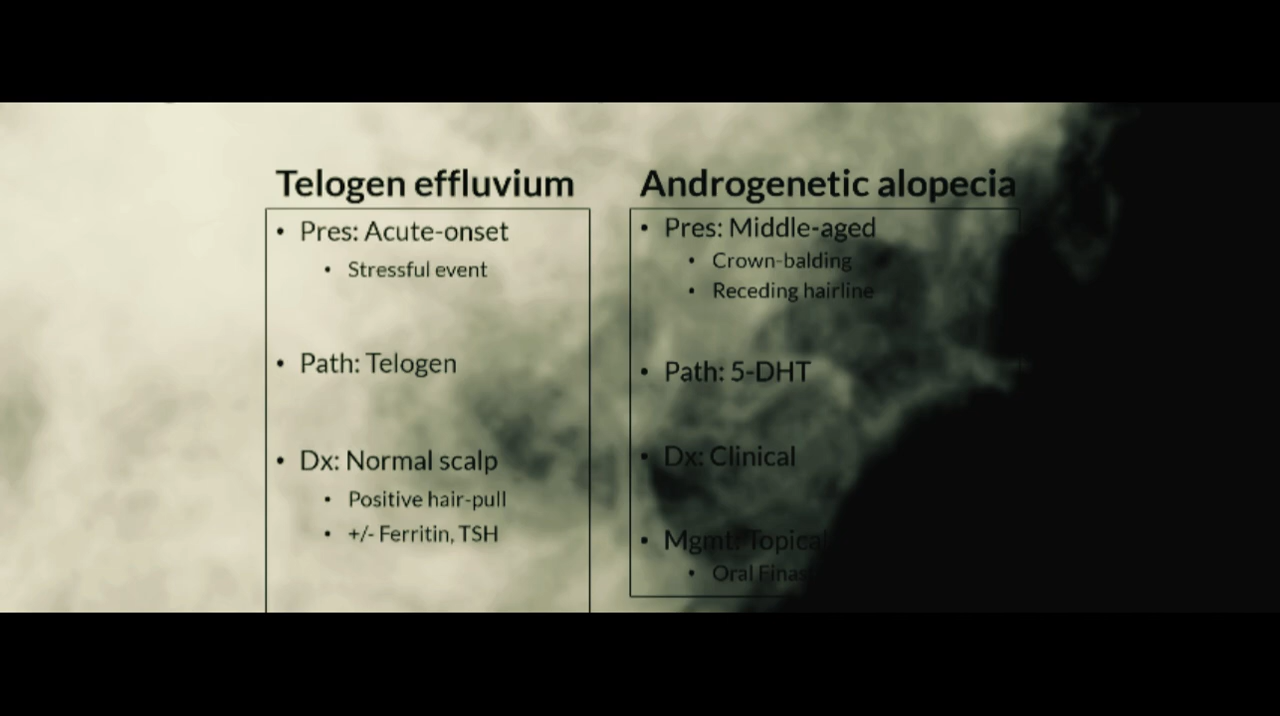 Telogen effluvium
• Pres: Acute-onset
• Stressful event
• Path: Telogen
• Dx: Normal scalp
• Positive hair-pull
• +/- Ferritin, TSH
Androgenetic alopecia
• Pres: Middle-aged
• Crown-balding
• Receding hairline
• Path: 5-DHT
• Dx: Clinical
• Mgmt: Topical
• Oral